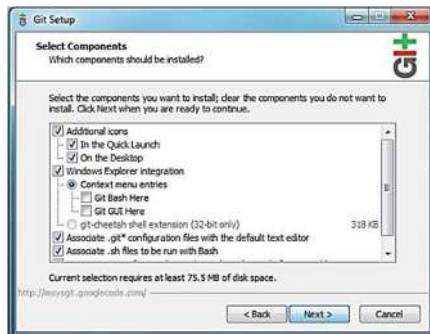 Git Setup
Select Components
Which components should be installed?
Git
Select the components you want to install; clear the components you do not want to
install. Click Next when you are ready to continue.
Additional icons
In the Quick Launch
On the Desktop
Windows Explorer integration
Context menu entries
Git Bash Here
Git GUI Here
git-cheetah shell extension (32-bit only) 318 KB
Associate .git* configuration files with the default text editor
Associate .sh files to be run with Bash
Current selection requires at least 75.5 MB of disk space.
http://msysgit.googlecode.com/
< Back Next > Cancel